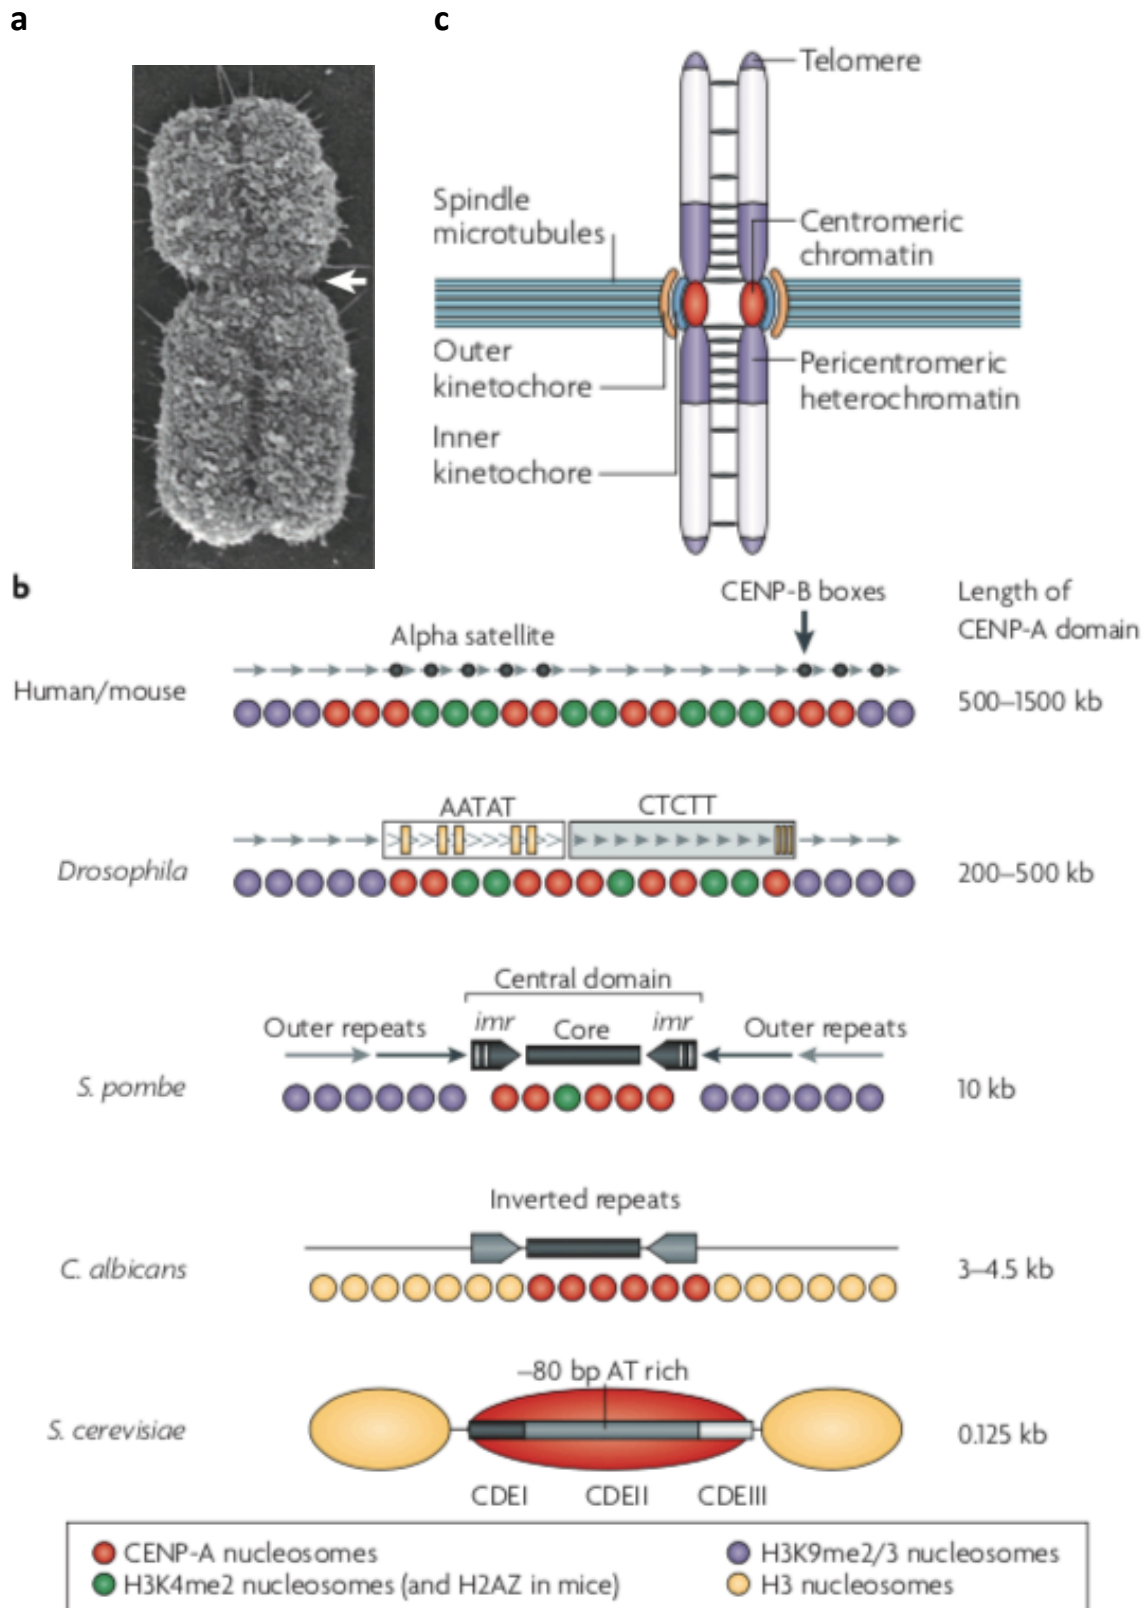 a
c
Telomere
Spindle
microtubules
Centromeric
chromatin
Outer
kinetochore
Pericentromeric
heterochromatin
Inner
kinetochore
b
CENP-B boxes
Length of
CENP-A domain
Alpha satellite
Human/mouse
500–1500 kb
AATAT
CTCTT
Drosophila
200–500 kb
Central domain
Outer repeats
imr
Core
imr
Outer repeats
S. pombe
10 kb
Inverted repeats
C. albicans
3–4.5 kb
–80 bp AT rich
S. cerevisiae
0.125 kb
CDEI
CDEII
CDEIII
CENP-A nucleosomes
H3K9me2/3 nucleosomes
H3K4me2 nucleosomes (and H2AZ in mice)
H3 nucleosomes